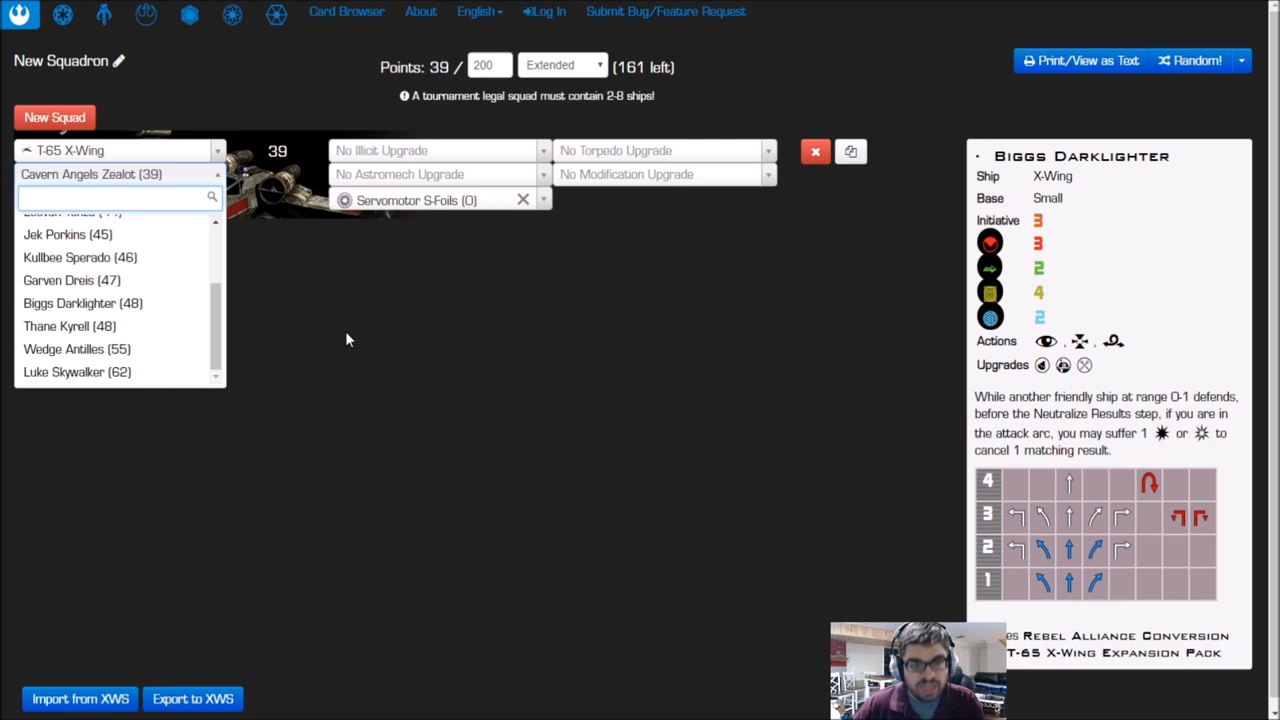 Card Browser About English Log In Submit Bug/Feature Request
New Squadron
Points: 39 / 200 Extended (161 left)
Print/View as Text Random!
A tournament legal squad must contain 2-8 ships!
New Squad
T-65 X-Wing
39
No Illicit Upgrade
No Torpedo Upgrade
Cavern Angels Zealot (39)
No Astromech Upgrade
No Modification Upgrade
Servomotor S-Foils (0)
Jek Porkins (45)
Kullbee Sperado (46)
Garven Dreis (47)
Biggs Darklighter (48)
Thane Kyrell (48)
Wedge Antilles (55)
Luke Skywalker (62)
· Biggs Darklighter
Ship X-Wing
Base Small
Initiative 3
3
2
4
2
Actions , ,
Upgrades
While another friendly ship at range 0-1 defends,
before the Neutralize Results step, if you are in
the attack arc, you may suffer 1 or to
cancel 1 matching result.
4
3
2
1
Rebel Alliance Conversion
T-65 X-Wing Expansion Pack
Import from XWS Export to XWS